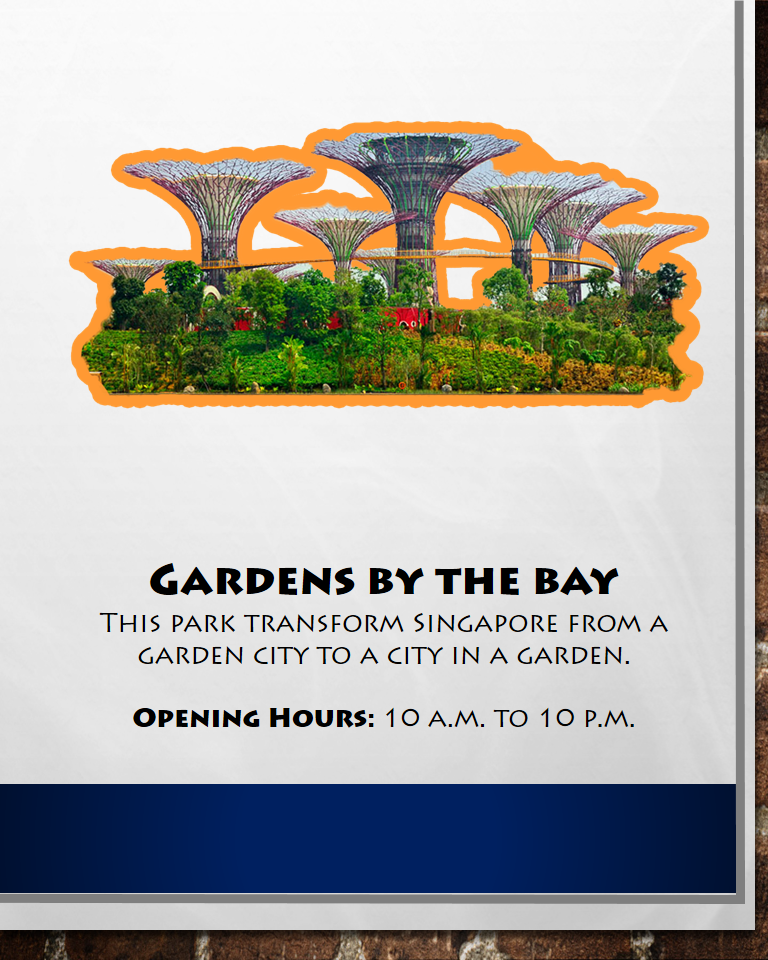 Gardens by the bay
This park transform Singapore from a
garden city to a city in a garden.
Opening Hours: 10 a.m. to 10 p.m.